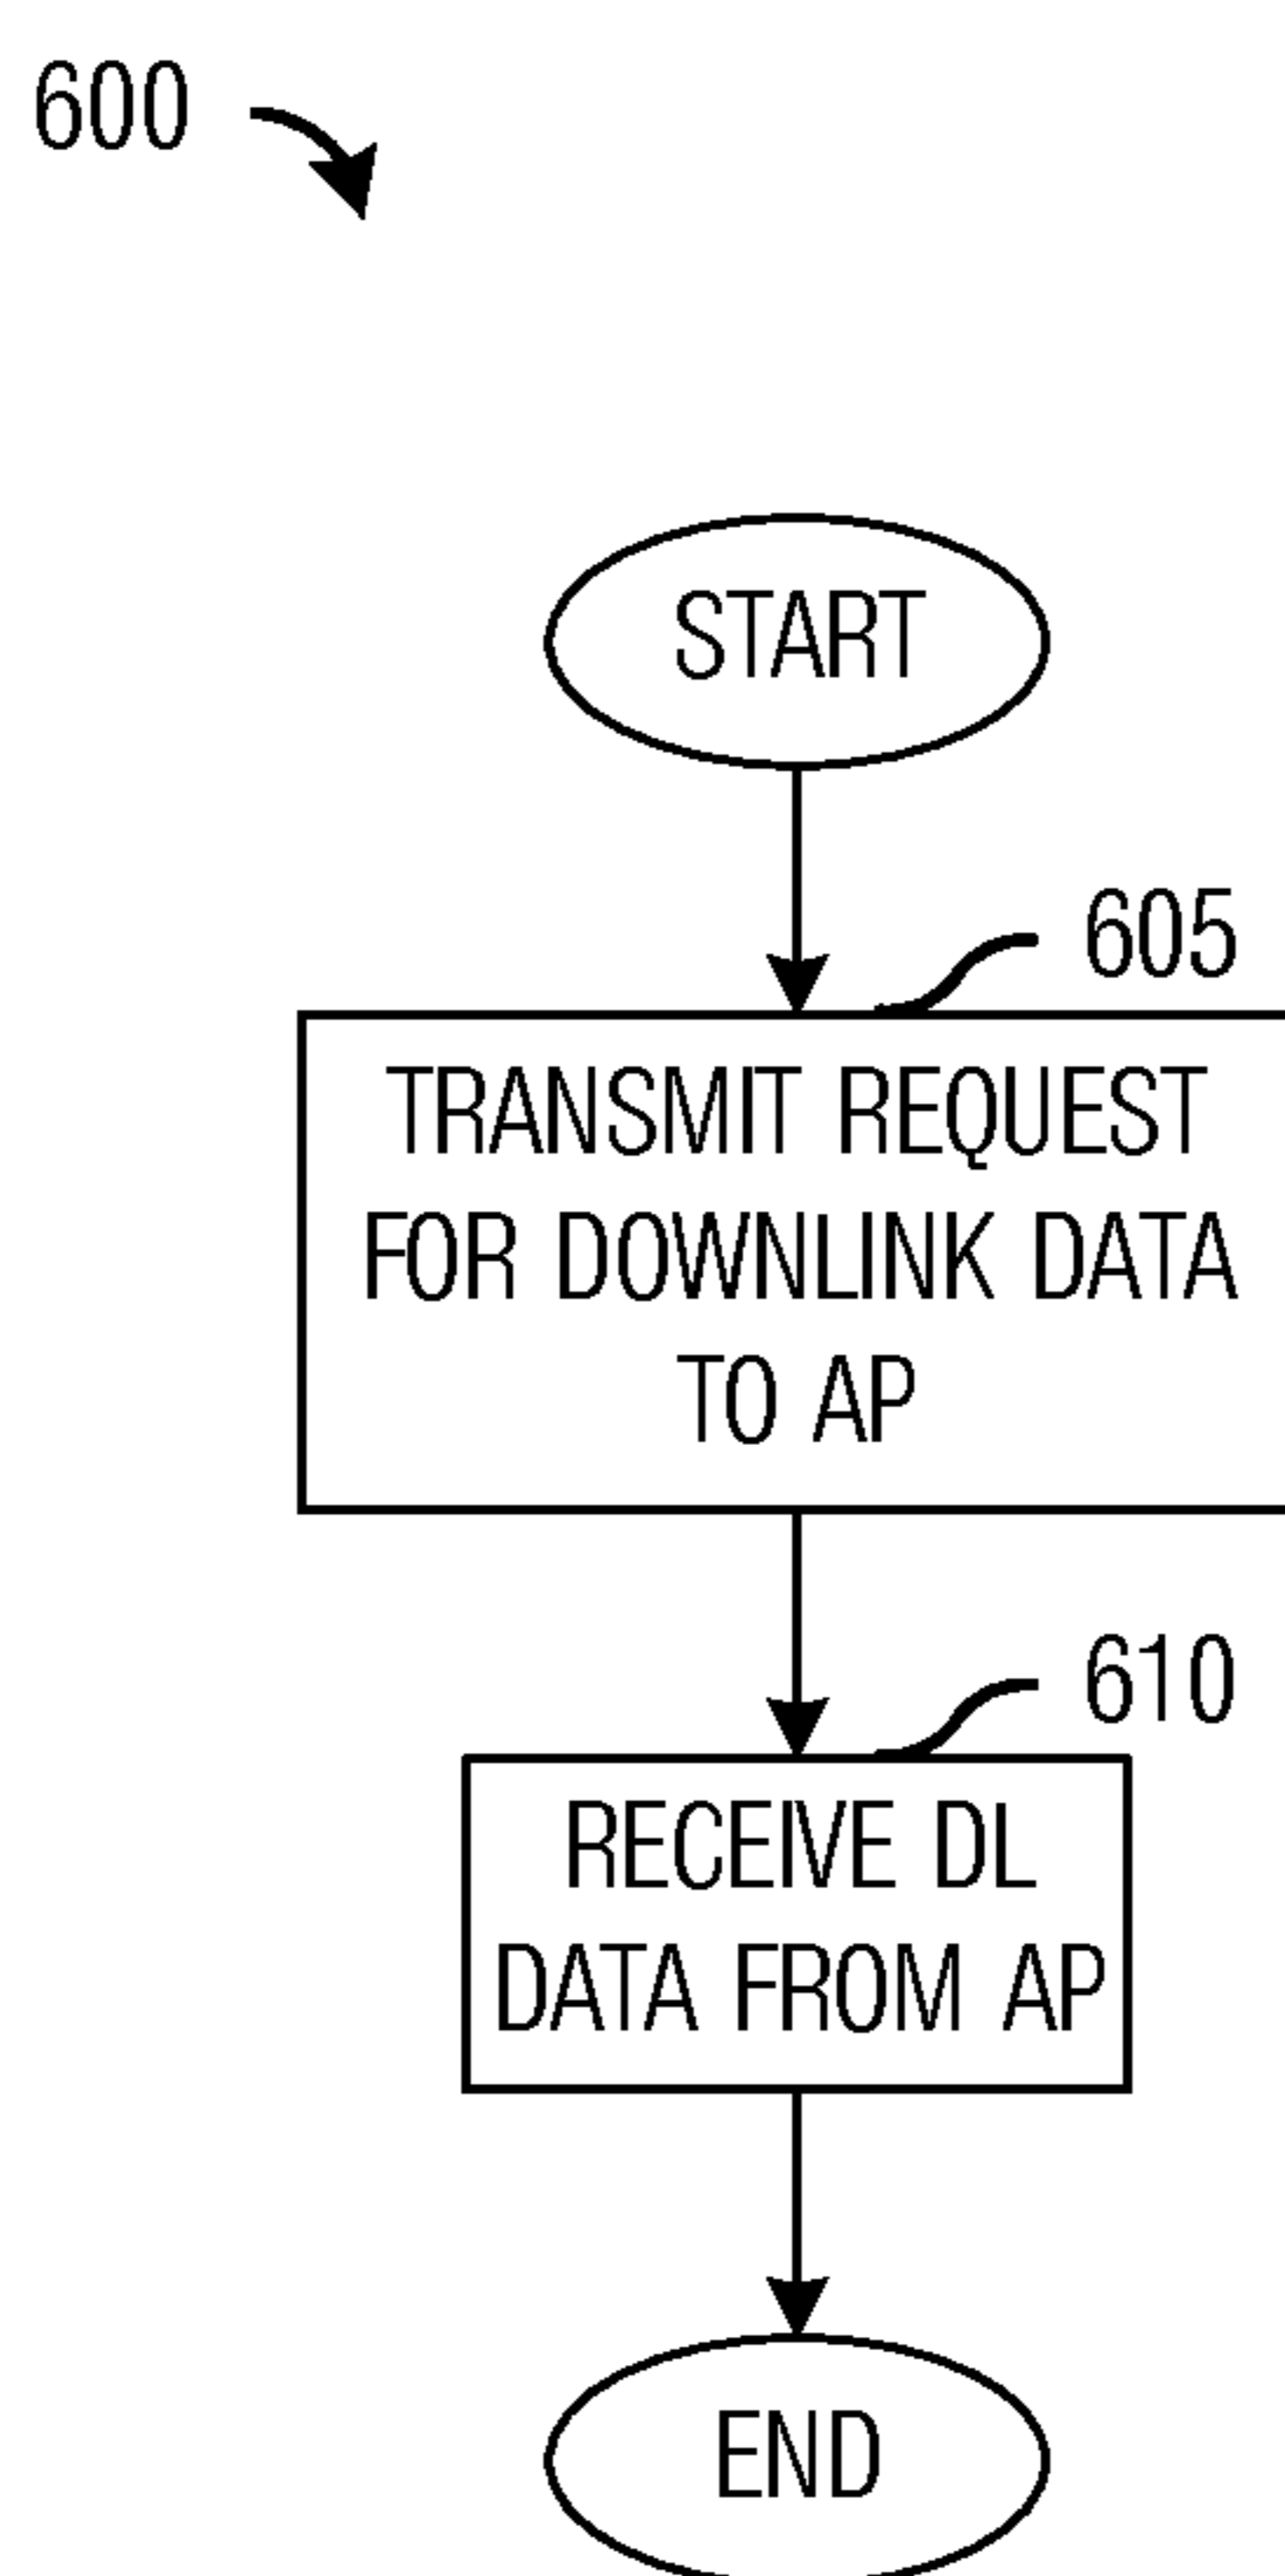 600
START
605
TRANSMIT REQUEST
FOR DOWNLINK DATA
TO AP
610
RECEIVE DL
DATA FROM AP
END